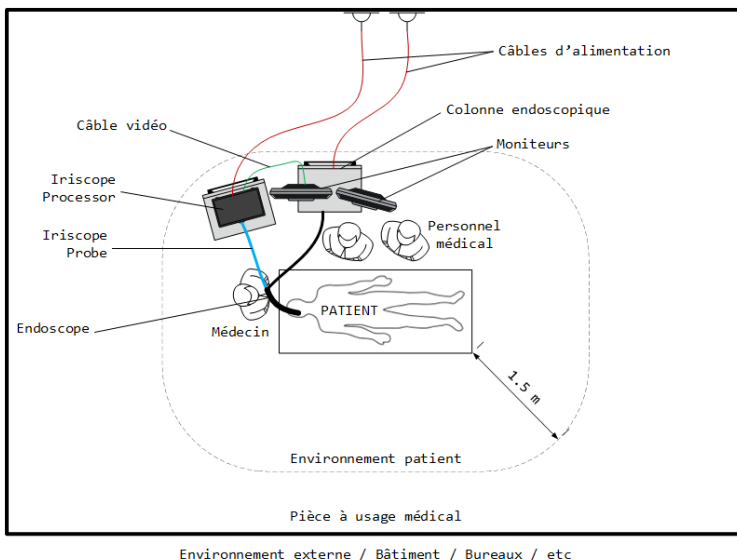 Câbles d'alimentation
Colonne endoscopique
Câble vidéo
Moniteurs
Iriscope
Processor
Personnel
médical
Iriscope
Probe
PATIENT
Endoscope
Médecin
1.5 m
Environnement patient
Pièce à usage médical
Environnement externe / Bâtiment / Bureaux / etc